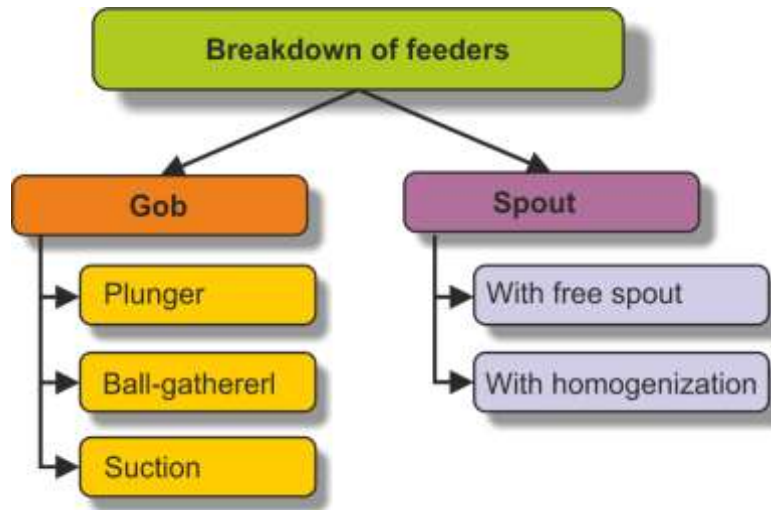 Breakdown of feeders
Gob
Plunger
Ball-gathererl
Suction
Spout
With free spout
With homogenization